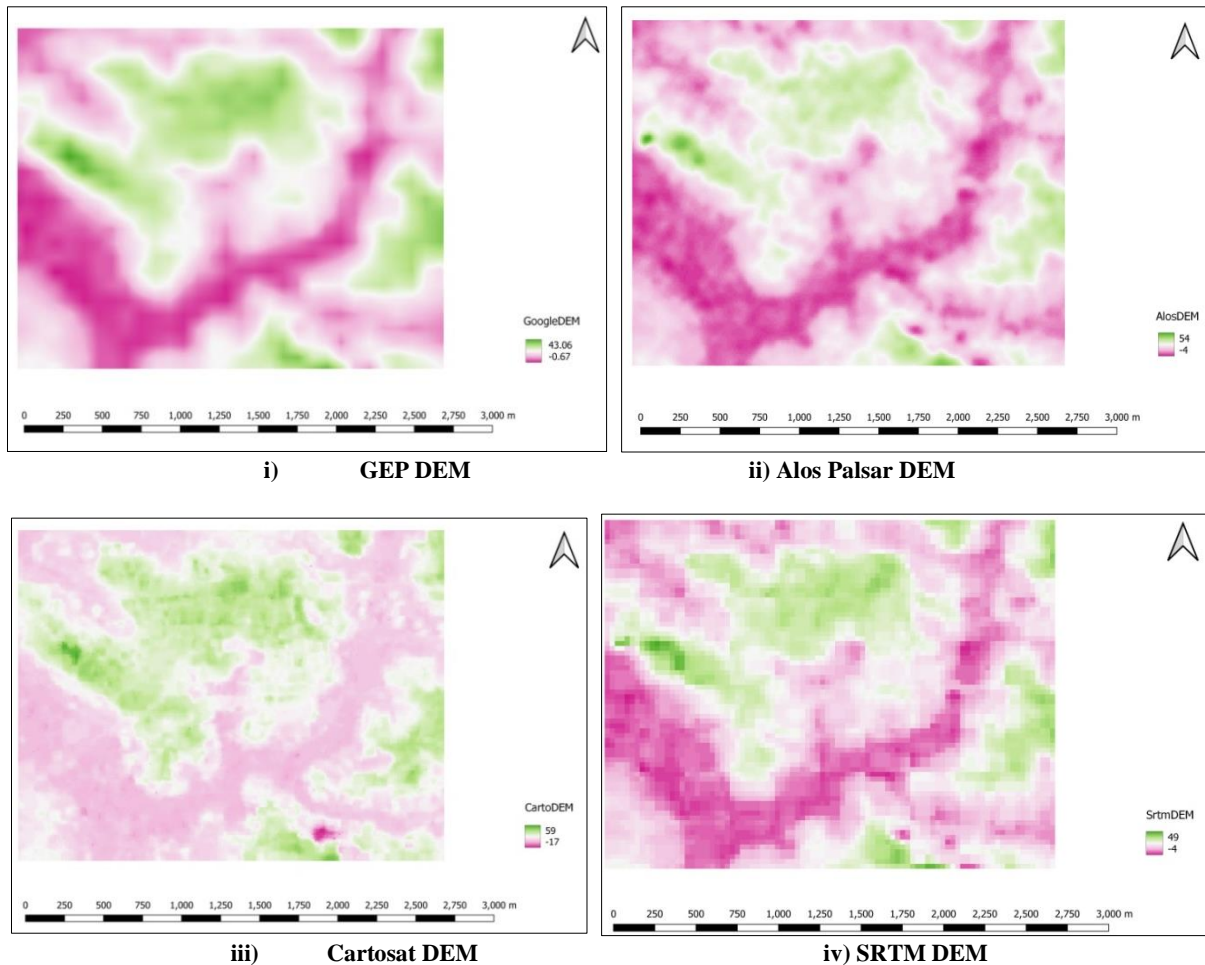 GoogleDEM
43.06
-0.67
0 250 500 750 1,000 1,250 1,500 1,750 2,000 2,250 2,500 2,750 3,000 m
i) GEP DEM
AlosDEM
54
-4
0 250 500 750 1,000 1,250 1,500 1,750 2,000 2,250 2,500 2,750 3,000 m
ii) Alos Palsar DEM
CartoDEM
59
-17
0 250 500 750 1,000 1,250 1,500 1,750 2,000 2,250 2,500 2,750 3,000 m
iii) Cartosat DEM
SrtmDEM
49
-4
0 250 500 750 1,000 1,250 1,500 1,750 2,000 2,250 2,500 2,750 3,000 m
iv) SRTM DEM